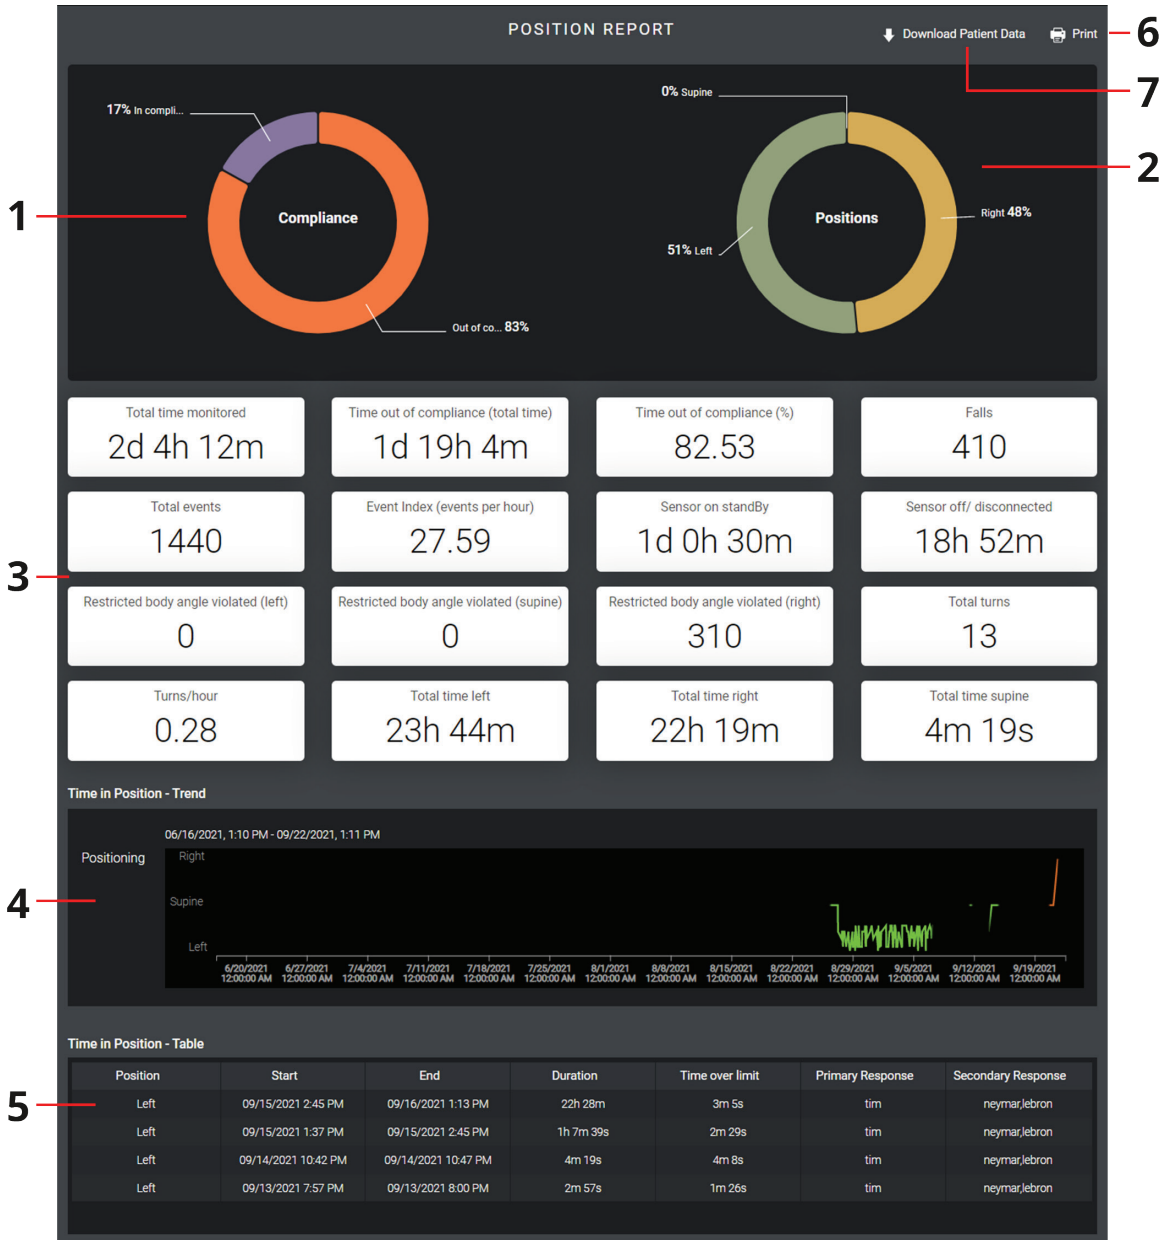 POSITION REPORT
Download Patient Data
Print
6
7
17% In compli...
0% Supine
2
1
Compliance
Positions
Right 48%
51% Left
Out of co... 83%
Total time monitored
2d 4h 12m
Time out of compliance (total time)
1d 19h 4m
Time out of compliance (%)
82.53
Falls
410
Total events
1440
Event Index (events per hour)
27.59
Sensor on standBy
1d 0h 30m
Sensor off/ disconnected
18h 52m
3
Restricted body angle violated (left)
0
Restricted body angle violated (supine)
0
Restricted body angle violated (right)
310
Total turns
13
Turns/hour
0.28
Total time left
23h 44m
Total time right
22h 19m
Total time supine
4m 19s
Time in Position - Trend
06/16/2021, 1:10 PM - 09/22/2021, 1:11 PM
Positioning
Right
Supine
Left
4
6/20/2021 6/27/2021 7/4/2021 7/11/2021 7/18/2021 7/25/2021 8/1/2021 8/8/2021 8/15/2021 8/22/2021 8/29/2021 9/5/2021 9/12/2021 9/19/2021
12:00:00 AM 12:00:00 AM 12:00:00 AM 12:00:00 AM 12:00:00 AM 12:00:00 AM 12:00:00 AM 12:00:00 AM 12:00:00 AM 12:00:00 AM 12:00:00 AM 12:00:00 AM 12:00:00 AM 12:00:00 AM
Time in Position - Table
Position Start End Duration Time over limit Primary Response Secondary Response
5
Left 09/15/2021 2:45 PM 09/16/2021 1:13 PM 22h 28m 3m 5s tim neymar,lebron
Left 09/15/2021 1:37 PM 09/15/2021 2:45 PM 1h 7m 39s 2m 29s tim neymar,lebron
Left 09/14/2021 10:42 PM 09/14/2021 10:47 PM 4m 19s 4m 8s tim neymar,lebron
Left 09/13/2021 7:57 PM 09/13/2021 8:00 PM 2m 57s 1m 26s tim neymar,lebron